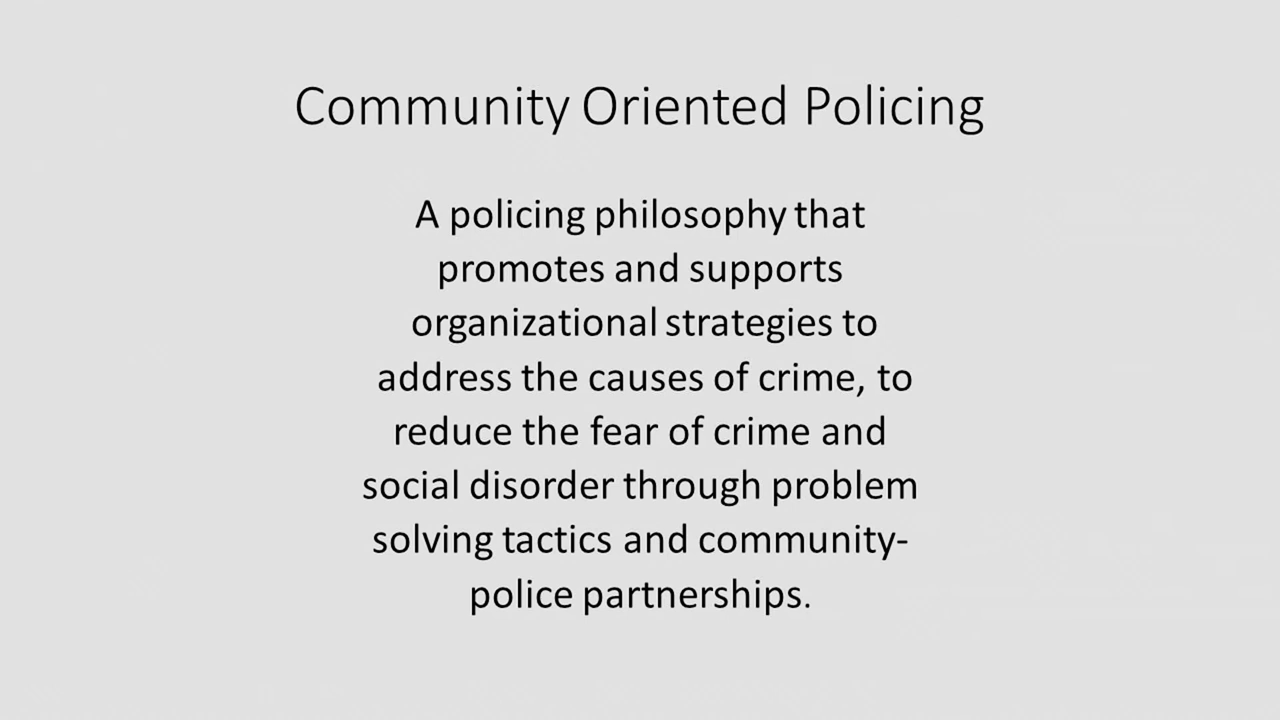 Community Oriented Policing
A policing philosophy that
promotes and supports
organizational strategies to
address the causes of crime, to
reduce the fear of crime and
social disorder through problem
solving tactics and community-
police partnerships.